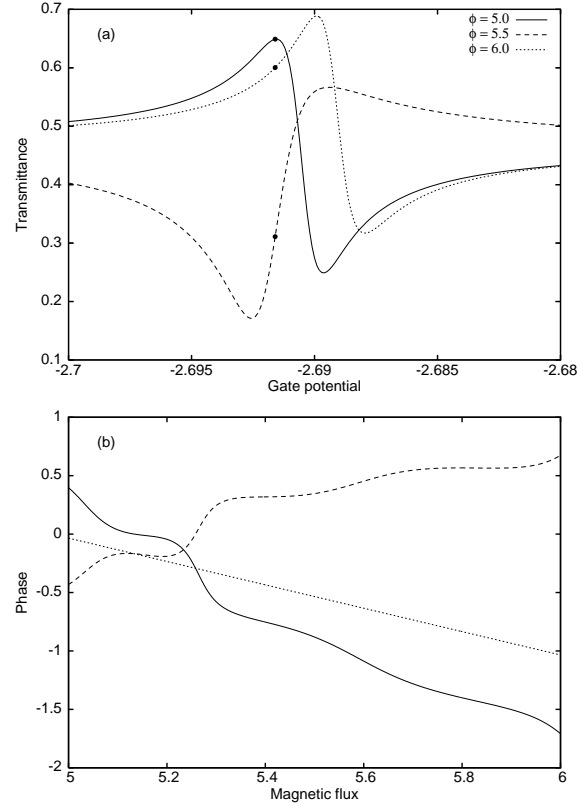 (a)
ϕ = 5.0
ϕ = 5.5
ϕ = 6.0
0.7
0.6
0.5
0.4
0.3
0.2
0.1
Transmittance
-2.7 -2.695 -2.69 -2.685 -2.68
Gate potential
(b)
1
0.5
0
-0.5
-1
-1.5
-2
Phase
5 5.2 5.4 5.6 5.8 6
Magnetic flux